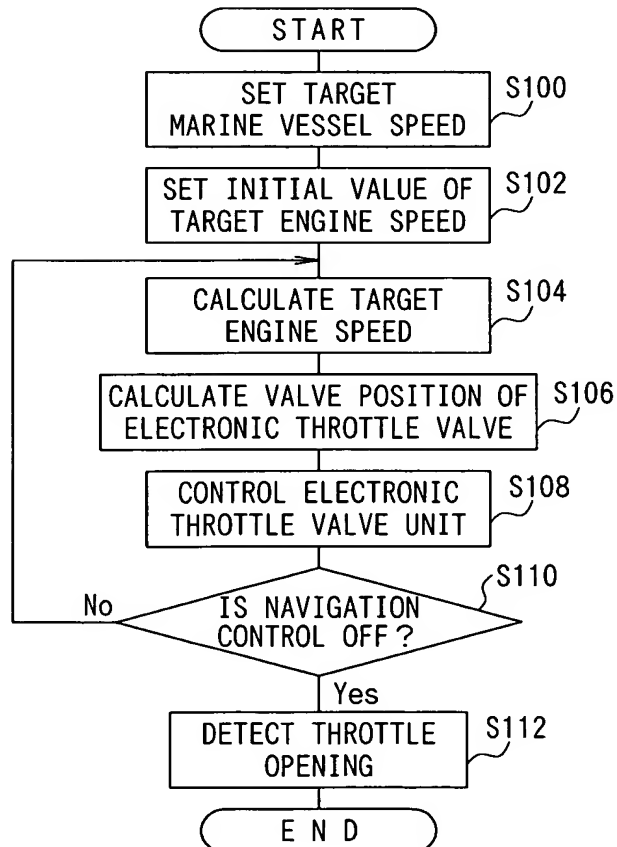 START
SET TARGET
MARINE VESSEL SPEED
S100
SET INITIAL VALUE OF
TARGET ENGINE SPEED
S102
CALCULATE TARGET
ENGINE SPEED
S104
CALCULATE VALVE POSITION OF
ELECTRONIC THROTTLE VALVE
S106
CONTROL ELECTRONIC
THROTTLE VALVE UNIT
S108
IS NAVIGATION
CONTROL OFF?
S110
No
Yes
DETECT THROTTLE
OPENING
S112
END